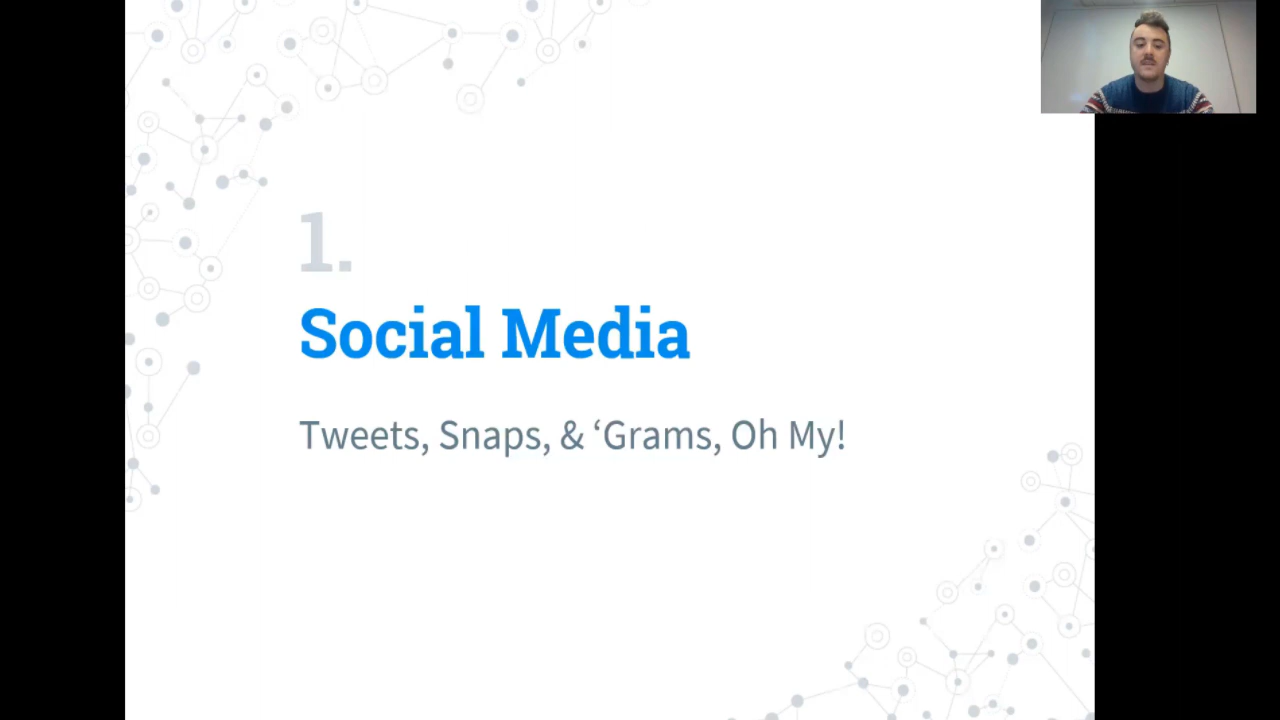 1.
Social Media
Tweets, Snaps, & ‘Grams, Oh My!